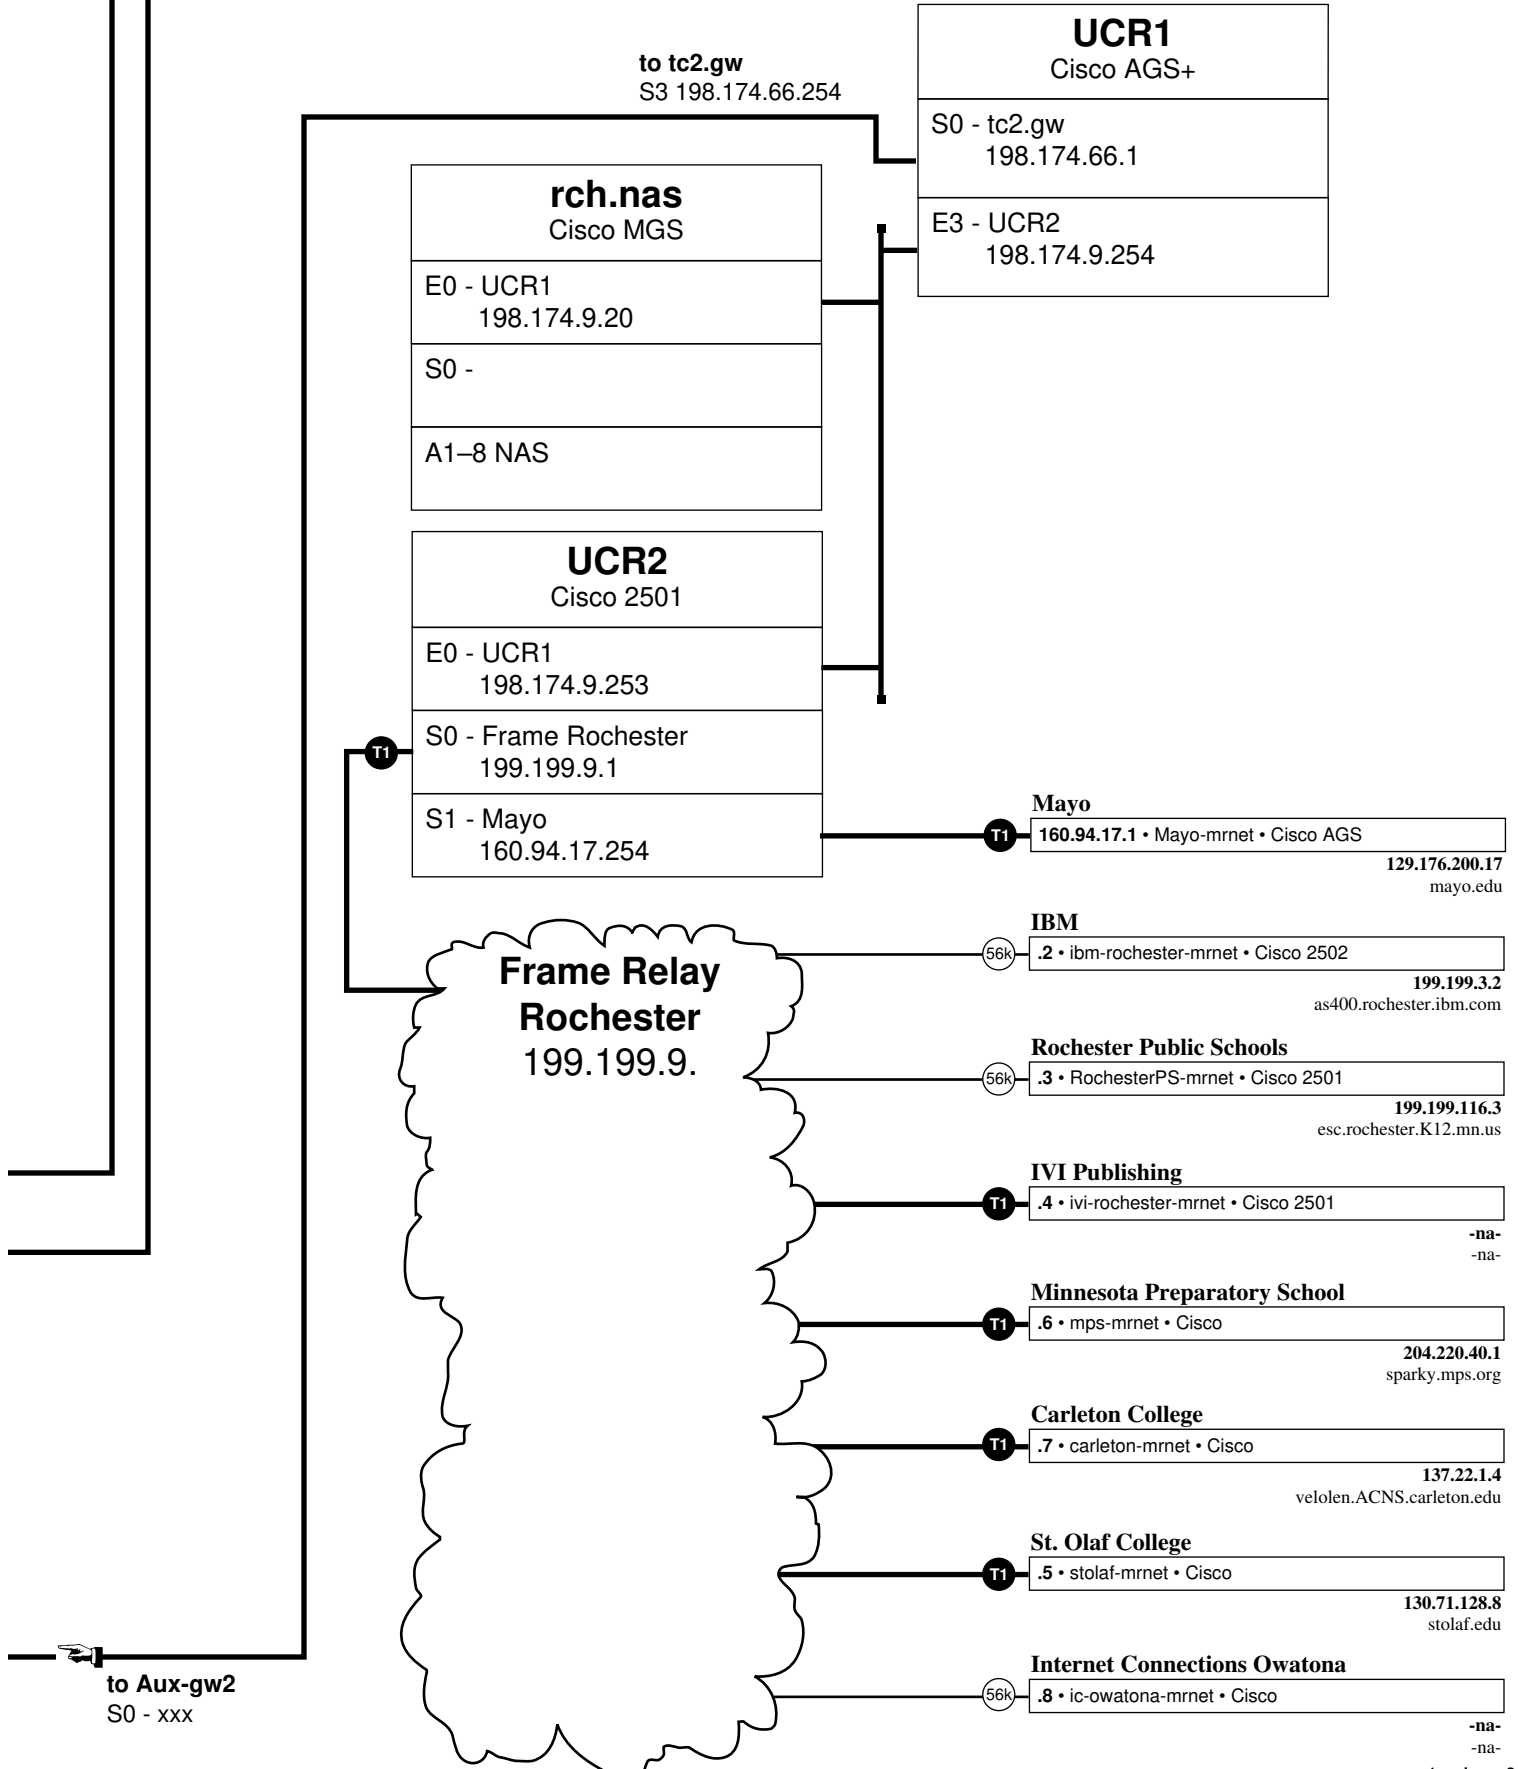 to tc2.gw
S3 198.174.66.254
UCR1
Cisco AGS+
S0 - tc2.gw
198.174.66.1
E3 - UCR2
198.174.9.254
rch.nas
Cisco MGS
E0 - UCR1
198.174.9.20
S0 -
A1–8 NAS
UCR2
Cisco 2501
E0 - UCR1
198.174.9.253
S0 - Frame Rochester
199.199.9.1
T1
S1 - Mayo
160.94.17.254
Mayo
T1
160.94.17.1 • Mayo-mrnet • Cisco AGS
129.176.200.17
mayo.edu
Frame Relay
Rochester
199.199.9.
IBM
56k
.2 • ibm-rochester-mrnet • Cisco 2502
199.199.3.2
as400.rochester.ibm.com
Rochester Public Schools
56k
.3 • RochesterPS-mrnet • Cisco 2501
199.199.116.3
esc.rochester.K12.mn.us
IVI Publishing
T1
.4 • ivi-rochester-mrnet • Cisco 2501
-na-
-na-
Minnesota Preparatory School
T1
.6 • mps-mrnet • Cisco
204.220.40.1
sparky.mps.org
Carleton College
T1
.7 • carleton-mrnet • Cisco
137.22.1.4
velolen.ACNS.carleton.edu
St. Olaf College
T1
.5 • stolaf-mrnet • Cisco
130.71.128.8
stolaf.edu
Internet Connections Owatona
56k
.8 • ic-owatona-mrnet • Cisco
-na-
-na-
to Aux-gw2
S0 - xxx